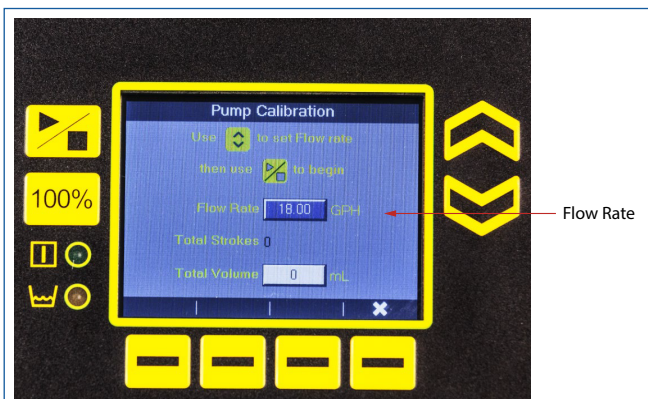 Pump Calibration
Use to set Flow rate
then use to begin
100%
Flow Rate 18.00 GPH
Flow Rate
Total Strokes 0
Total Volume 0 mL